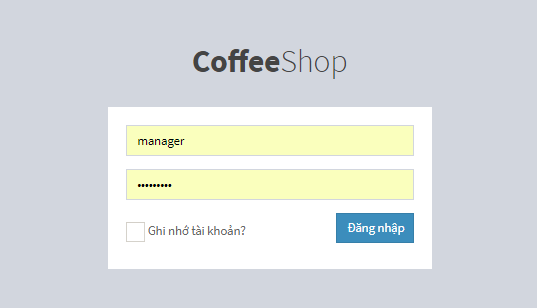 CoffeeShop
manager
•••••••••
Ghi nhớ tài khoản?
Đăng nhập